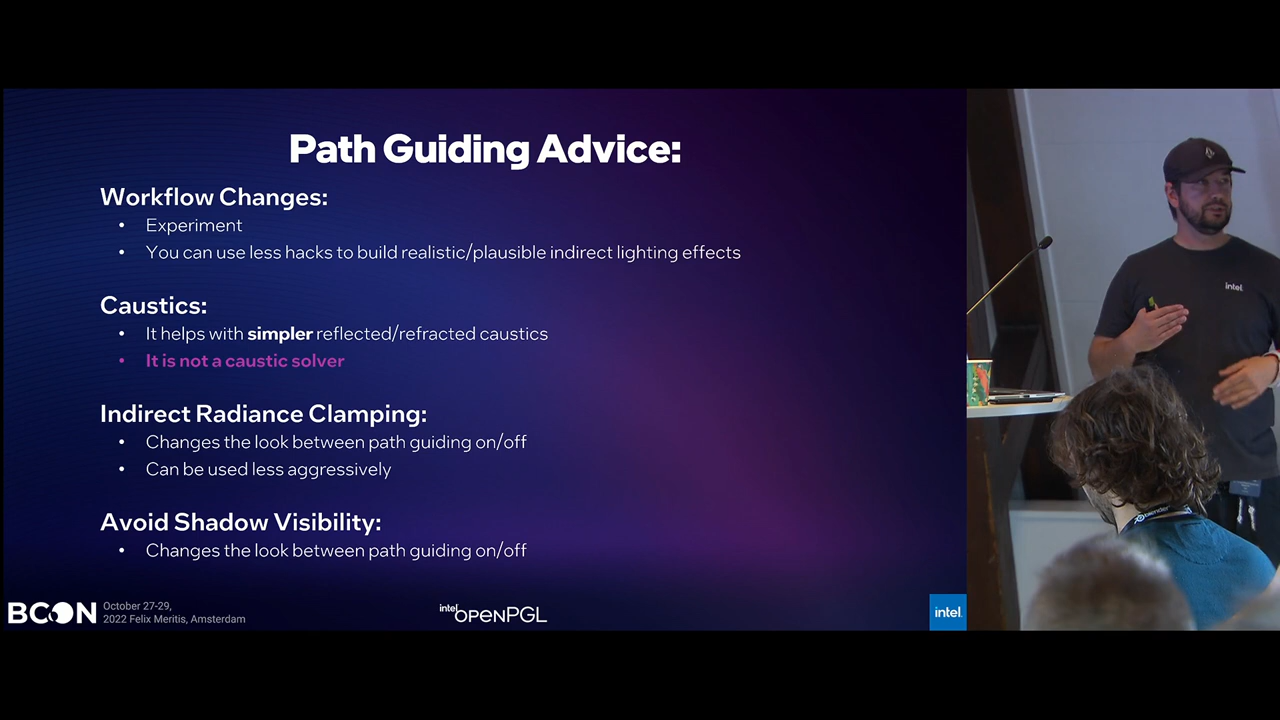 Path Guiding Advice:
Workflow Changes:
• Experiment
• You can use less hacks to build realistic/plausible indirect lighting effects
Caustics:
• It helps with simpler reflected/refracted caustics
• It is not a caustic solver
Indirect Radiance Clamping:
• Changes the look between path guiding on/off
• Can be used less aggressively
Avoid Shadow Visibility:
• Changes the look between path guiding on/off
BCON
October 27-29,
2022 Felix Meritis, Amsterdam
intel openPGL
intel.
intel.
blender